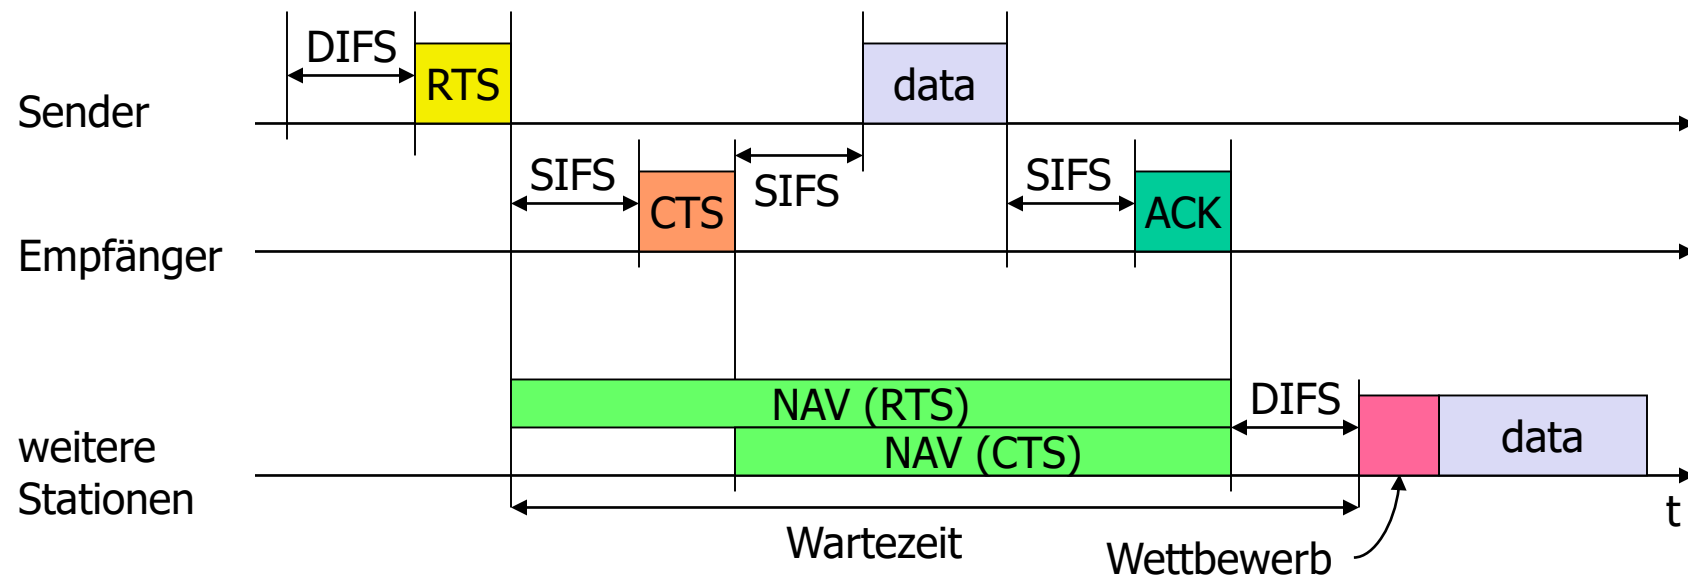 DIFS
RTS
data
Sender
SIFS
CTS
SIFS
SIFS
ACK
Empfänger
NAV (RTS)
DIFS
NAV (CTS)
data
weitere
Stationen
t
Wartezeit
Wettbewerb